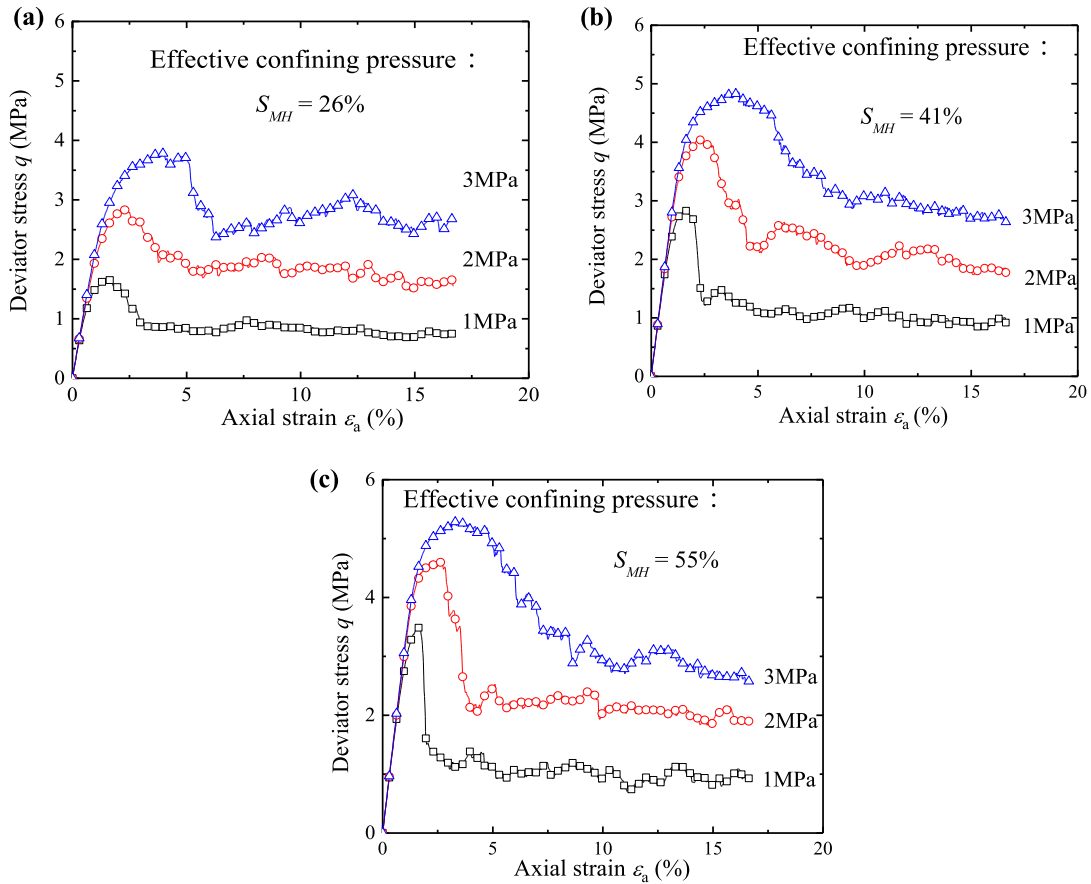 (a)
Effective confining pressure：
S_MH = 26%
3MPa
2MPa
1MPa
Deviator stress q (MPa)
0
1
2
3
4
5
6
0
5
10
15
20
Axial strain ε_a (%)
(b)
Effective confining pressure：
S_MH = 41%
3MPa
2MPa
1MPa
Deviator stress q (MPa)
0
1
2
3
4
5
6
0
5
10
15
20
Axial strain ε_a (%)
(c)
Effective confining pressure：
S_MH = 55%
3MPa
2MPa
1MPa
Deviator stress q (MPa)
0
2
4
6
0
5
10
15
20
Axial strain ε_a (%)